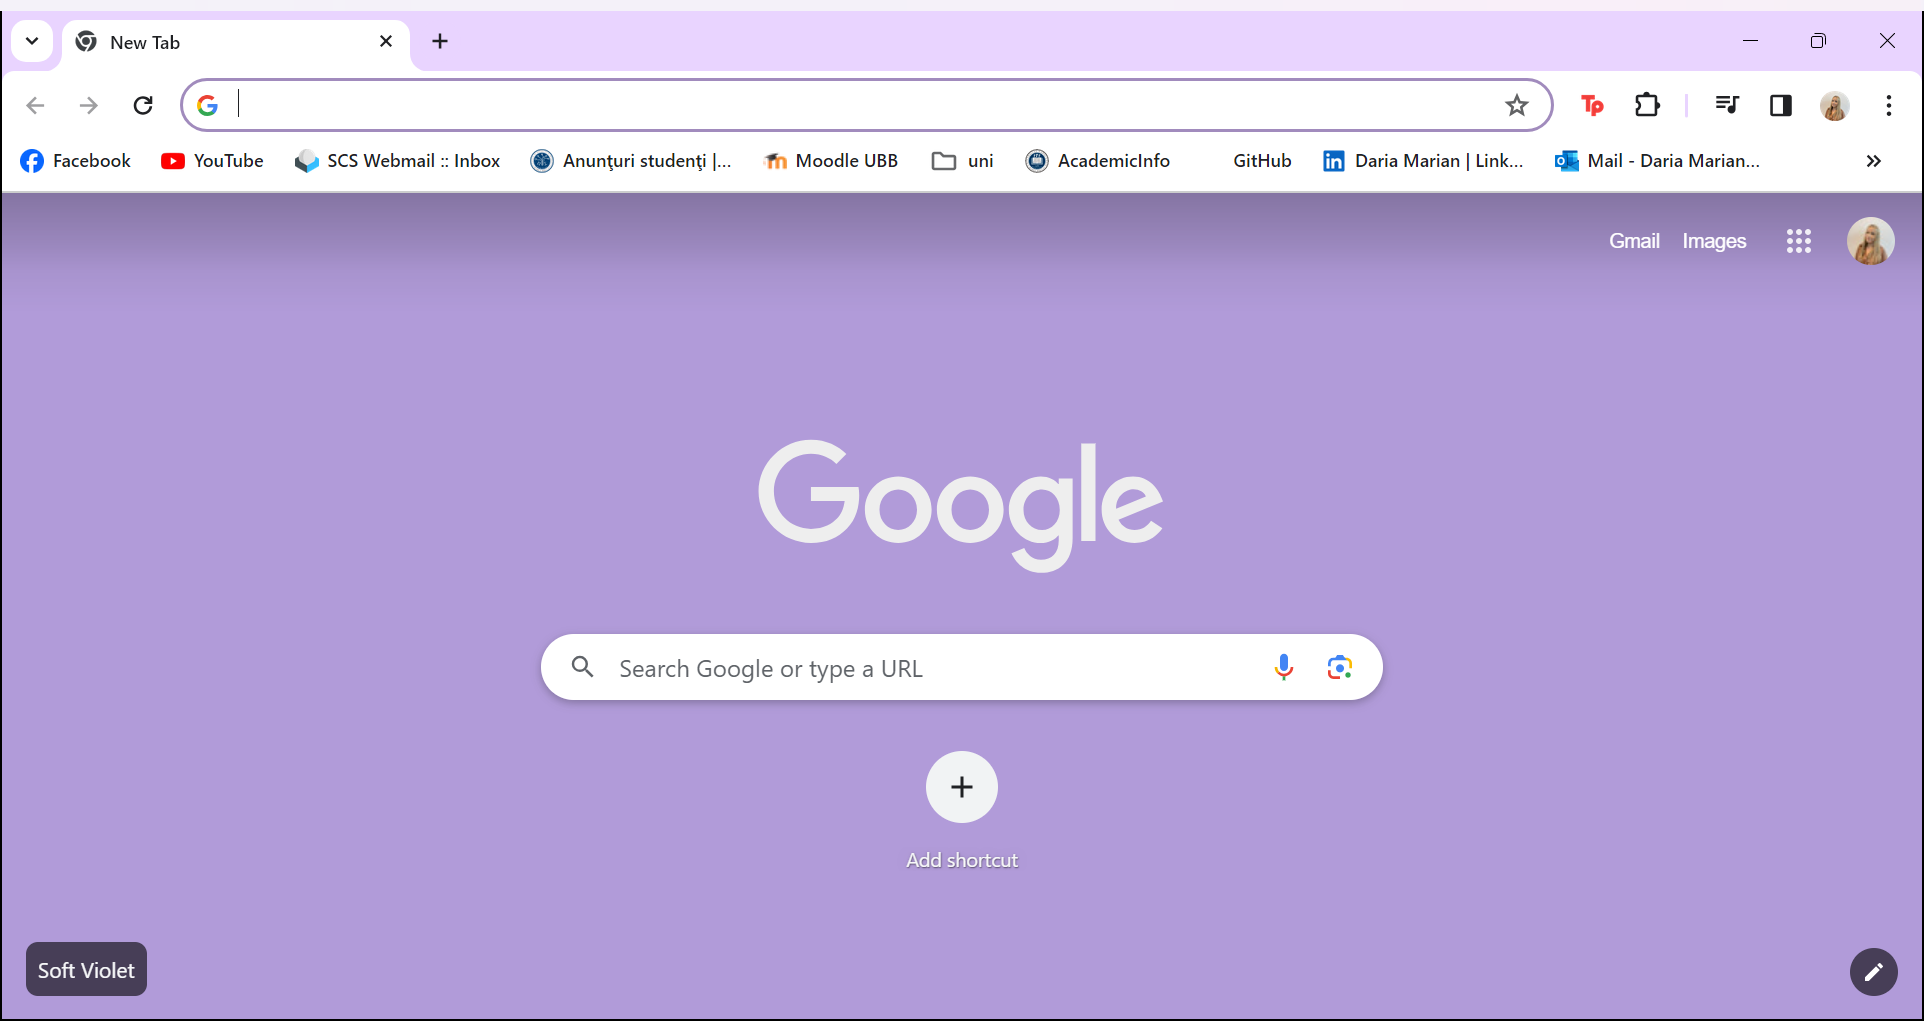 New Tab
Facebook YouTube SCS Webmail :: Inbox Anunţuri studenţi |... Moodle UBB uni AcademicInfo GitHub Daria Marian | Link... Mail - Daria Marian...
Gmail Images
Google
Search Google or type a URL
Add shortcut
Soft Violet